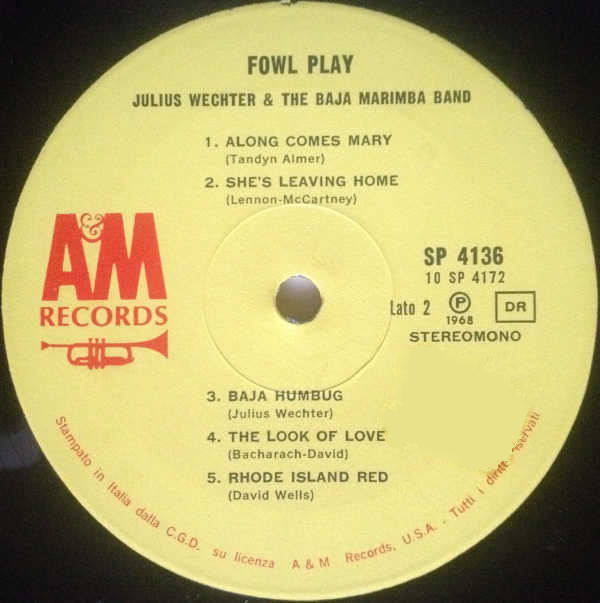 FOWL PLAY
JULIUS WECHTER & THE BAJA MARIMBA BAND
1. ALONG COMES MARY
(Tandyn Almer)
2. SHE'S LEAVING HOME
(Lennon-McCartney)
A&M
RECORDS
SP 4136
10 SP 4172
Lato 2 P 1968 DR
STEREOMONO
3. BAJA HUMBUG
(Julius Wechter)
4. THE LOOK OF LOVE
(Bacharach-David)
5. RHODE ISLAND RED
(David Wells)
Stampato in Italia dalla C.G.D. su licenza A & M Records, U.S.A. - Tutti i diritti riservati